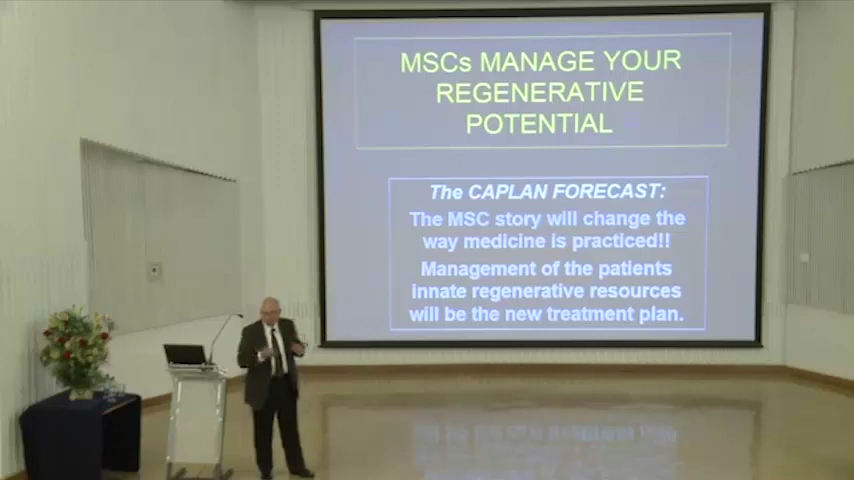 MSCs MANAGE YOUR
REGENERATIVE
POTENTIAL
The CAPLAN FORECAST:
The MSC story will change the
way medicine is practiced!!
Management of the patients
innate regenerative resources
will be the new treatment plan.